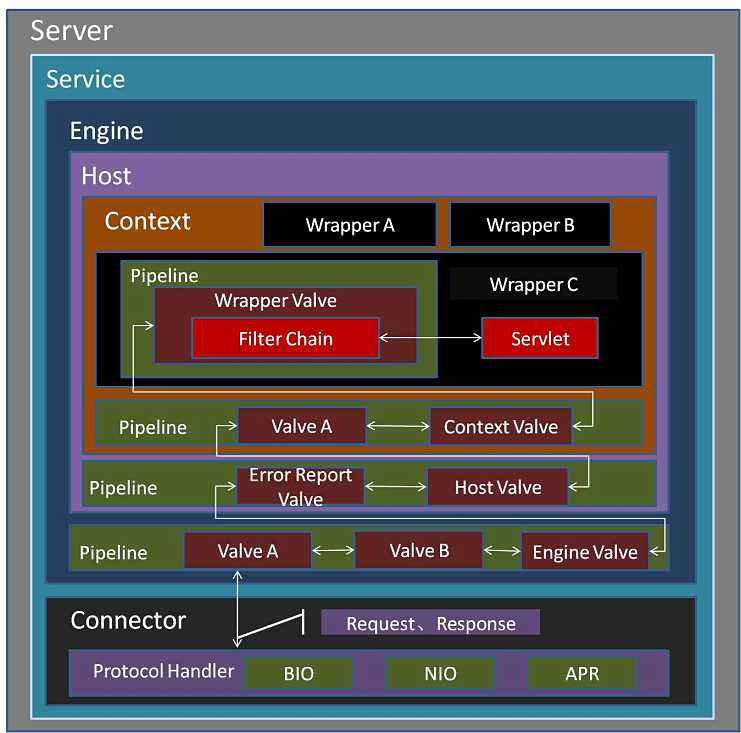 Server
Service
Engine
Host
Context
Wrapper A
Wrapper B
Pipeline
Wrapper C
Wrapper Valve
Filter Chain
Servlet
Pipeline
Valve A
Context Valve
Pipeline
Error Report
Valve
Host Valve
Pipeline
Valve A
Valve B
Engine Valve
Connector
Request、Response
Protocol Handler
BIO
NIO
APR